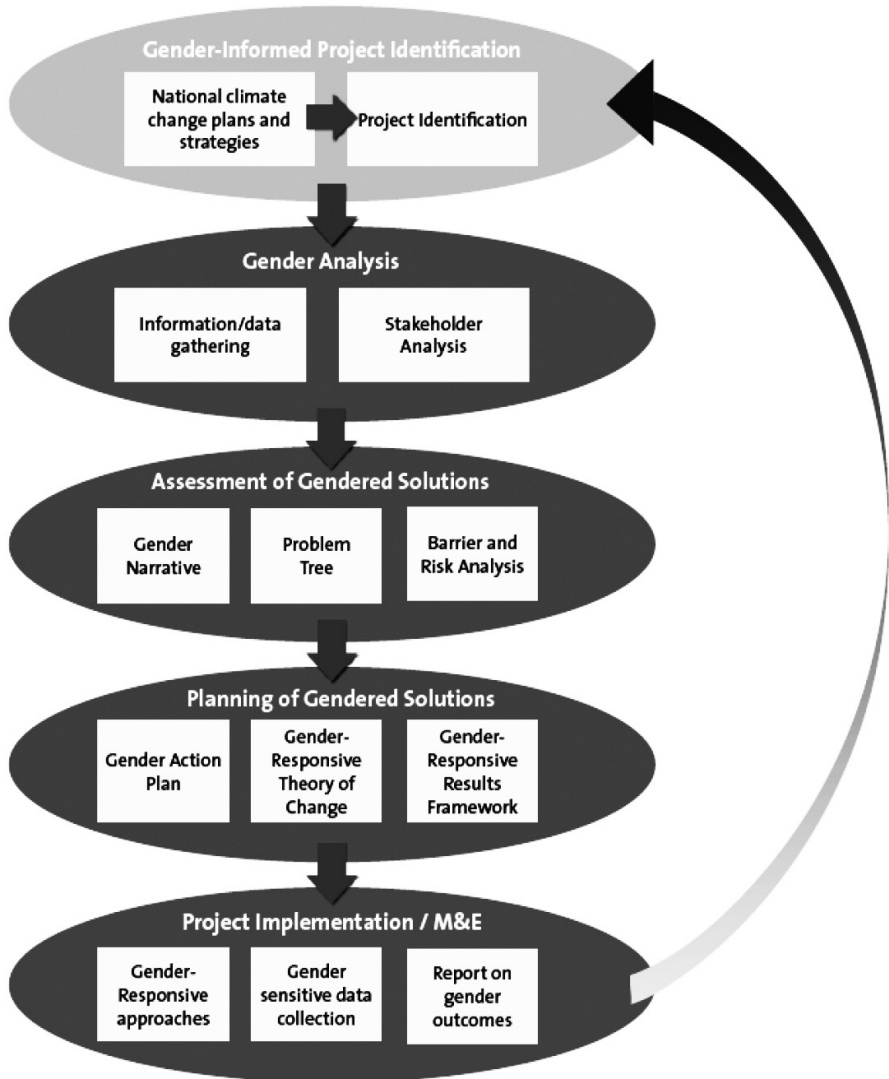 Gender-Informed Project Identification
National climate
change plans and
strategies
Project Identification
Gender Analysis
Information/data
gathering
Stakeholder
Analysis
Assessment of Gendered Solutions
Gender
Narrative
Problem
Tree
Barrier and
Risk Analysis
Planning of Gendered Solutions
Gender Action
Plan
Gender-
Responsive
Theory of
Change
Gender-
Responsive
Results
Framework
Project Implementation / M&E
Gender-
Responsive
approaches
Gender
sensitive data
collection
Report on
gender
outcomes